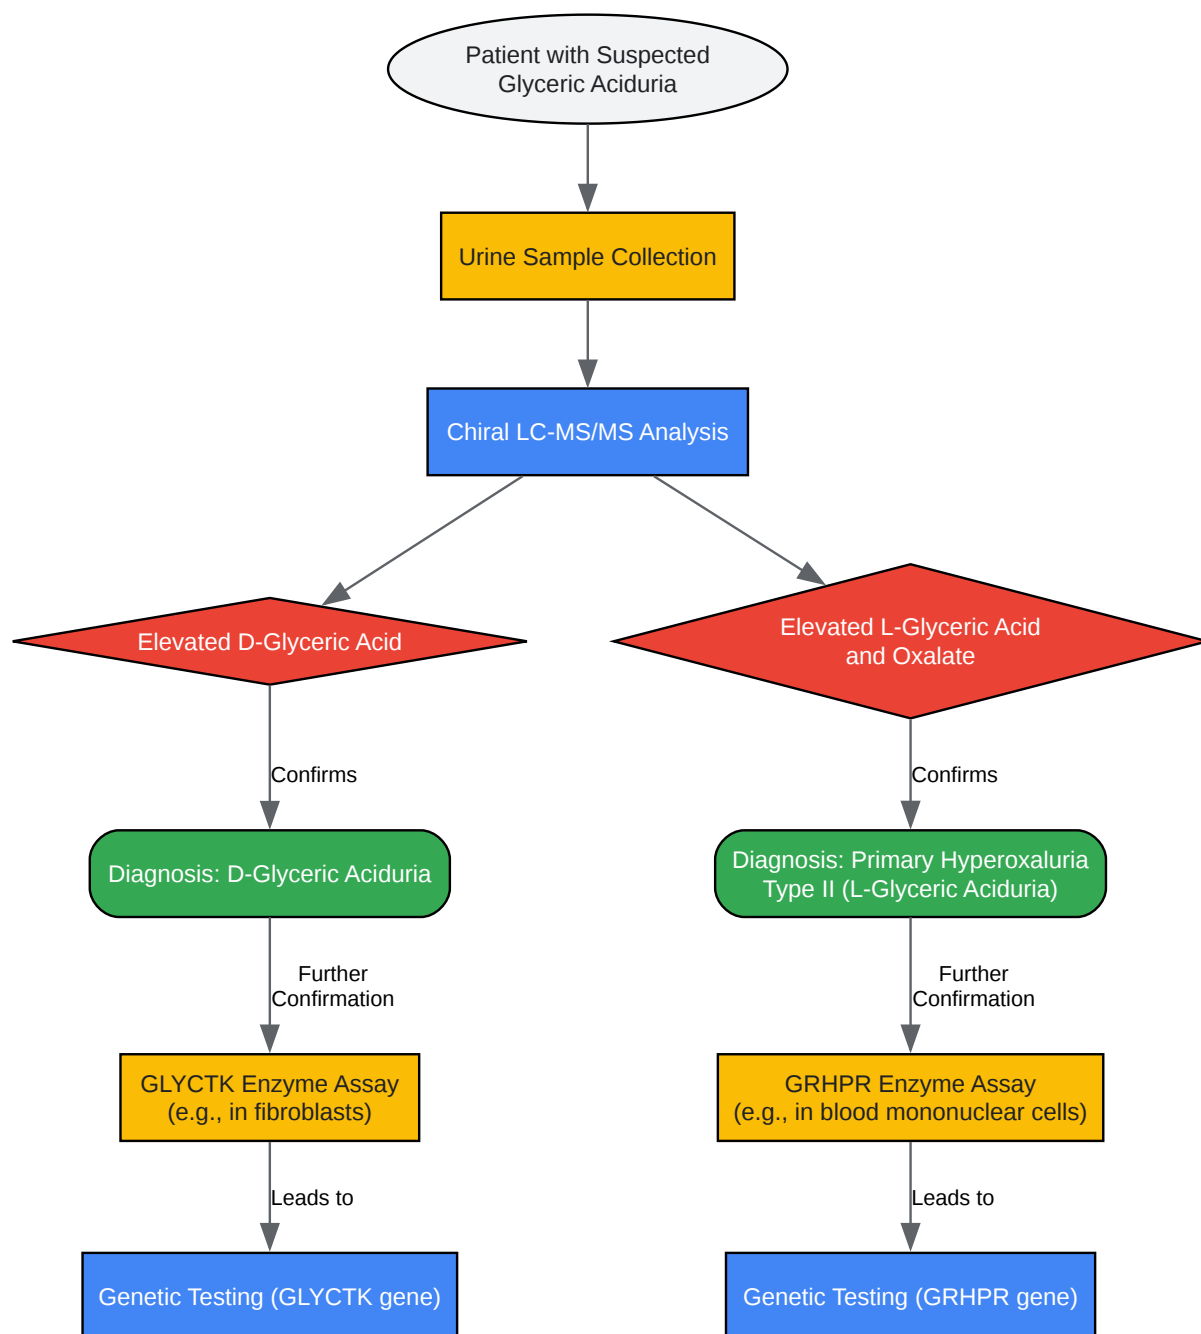 Patient with Suspected
Glyceric Aciduria
Urine Sample Collection
Chiral LC-MS/MS Analysis
Elevated D-Glyceric Acid
Elevated L-Glyceric Acid
and Oxalate
Confirms
Confirms
Diagnosis: D-Glyceric Aciduria
Diagnosis: Primary Hyperoxaluria
Type II (L-Glyceric Aciduria)
Further
Confirmation
Further
Confirmation
GLYCTK Enzyme Assay
(e.g., in fibroblasts)
GRHPR Enzyme Assay
(e.g., in blood mononuclear cells)
Leads to
Leads to
Genetic Testing (GLYCTK gene)
Genetic Testing (GRHPR gene)